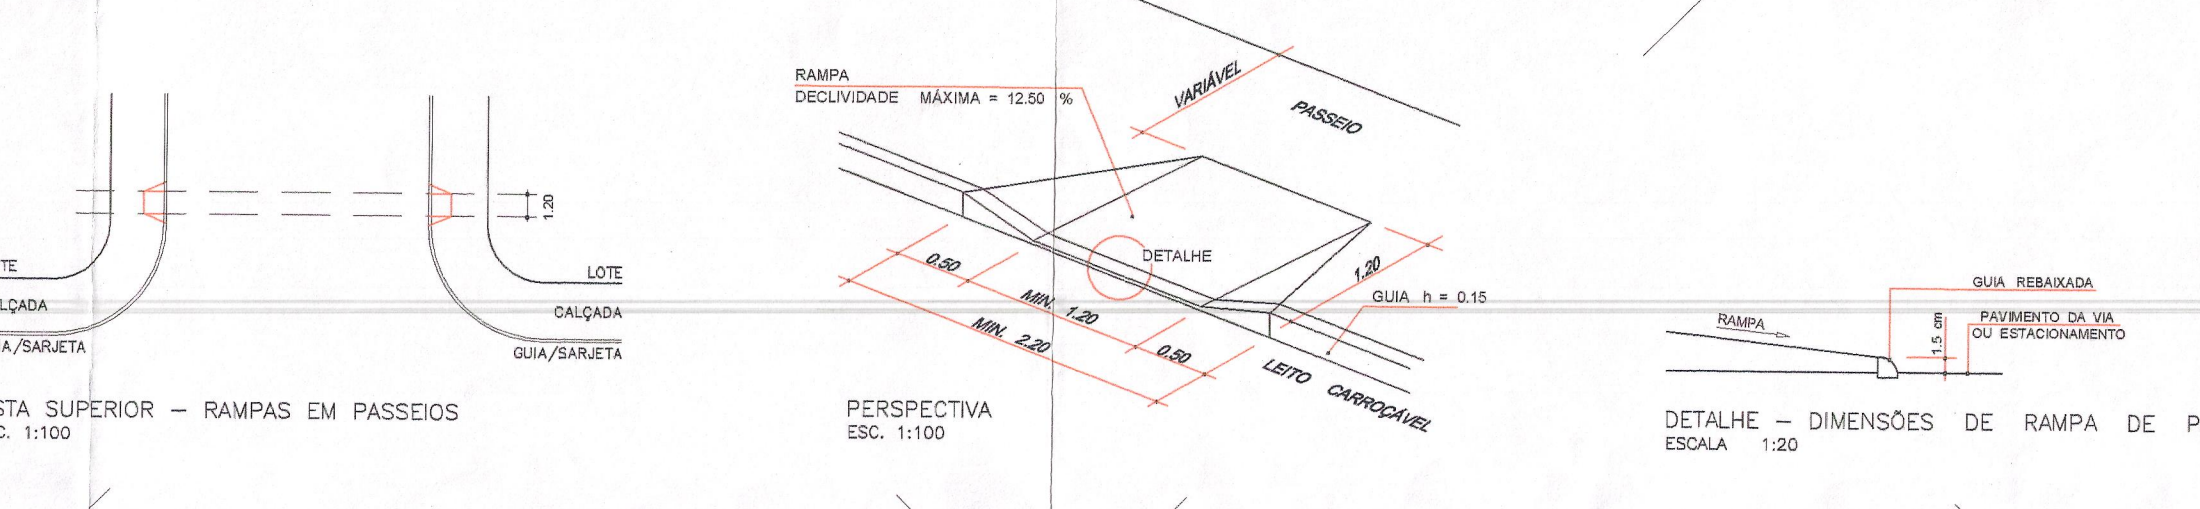 1.20
TE
LOTE
LÇADA
CALÇADA
A/SARJETA
GUIA/SARJETA
STA SUPERIOR – RAMPAS EM PASSEIOS
C. 1:100
RAMPA
DECLIVIDADE MÁXIMA = 12.50 %
VARIÁVEL
PASSEIO
DETALHE
0.50
MIN. 1.20
MIN. 2.20
0.50
1.20
GUIA h = 0.15
LEITO CARROÇÁVEL
PERSPECTIVA
ESC. 1:100
GUIA REBAIXADA
RAMPA
1.5 cm
PAVIMENTO DA VIA
OU ESTACIONAMENTO
DETALHE – DIMENSÕES DE RAMPA DE P
ESCALA 1:20